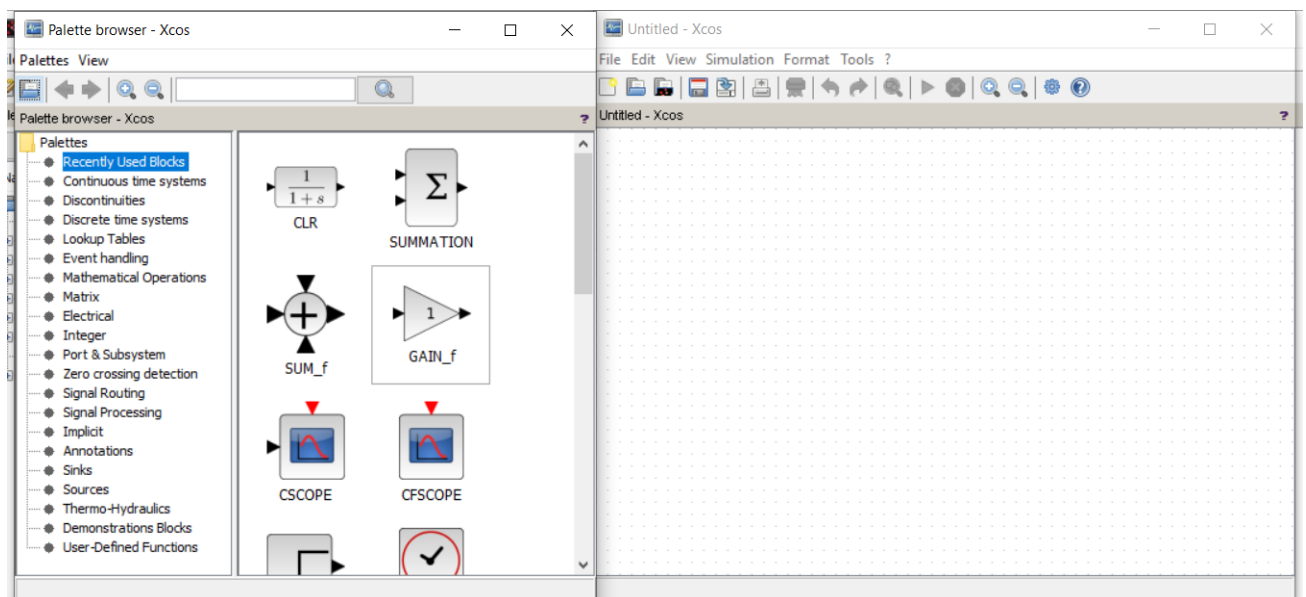 Palette browser - Xcos
Palettes View
Palette browser - Xcos ?
Palettes
Recently Used Blocks
Continuous time systems
Discontinuities
Discrete time systems
Lookup Tables
Event handling
Mathematical Operations
Matrix
Electrical
Integer
Port & Subsystem
Zero crossing detection
Signal Routing
Signal Processing
Implicit
Annotations
Sinks
Sources
Thermo-Hydraulics
Demonstrations Blocks
User-Defined Functions
1
1 + s
CLR
Σ
SUMMATION
SUM_f
1
GAIN_f
CSCOPE
CFSCOPE
Untitled - Xcos
File Edit View Simulation Format Tools ?
Untitled - Xcos ?